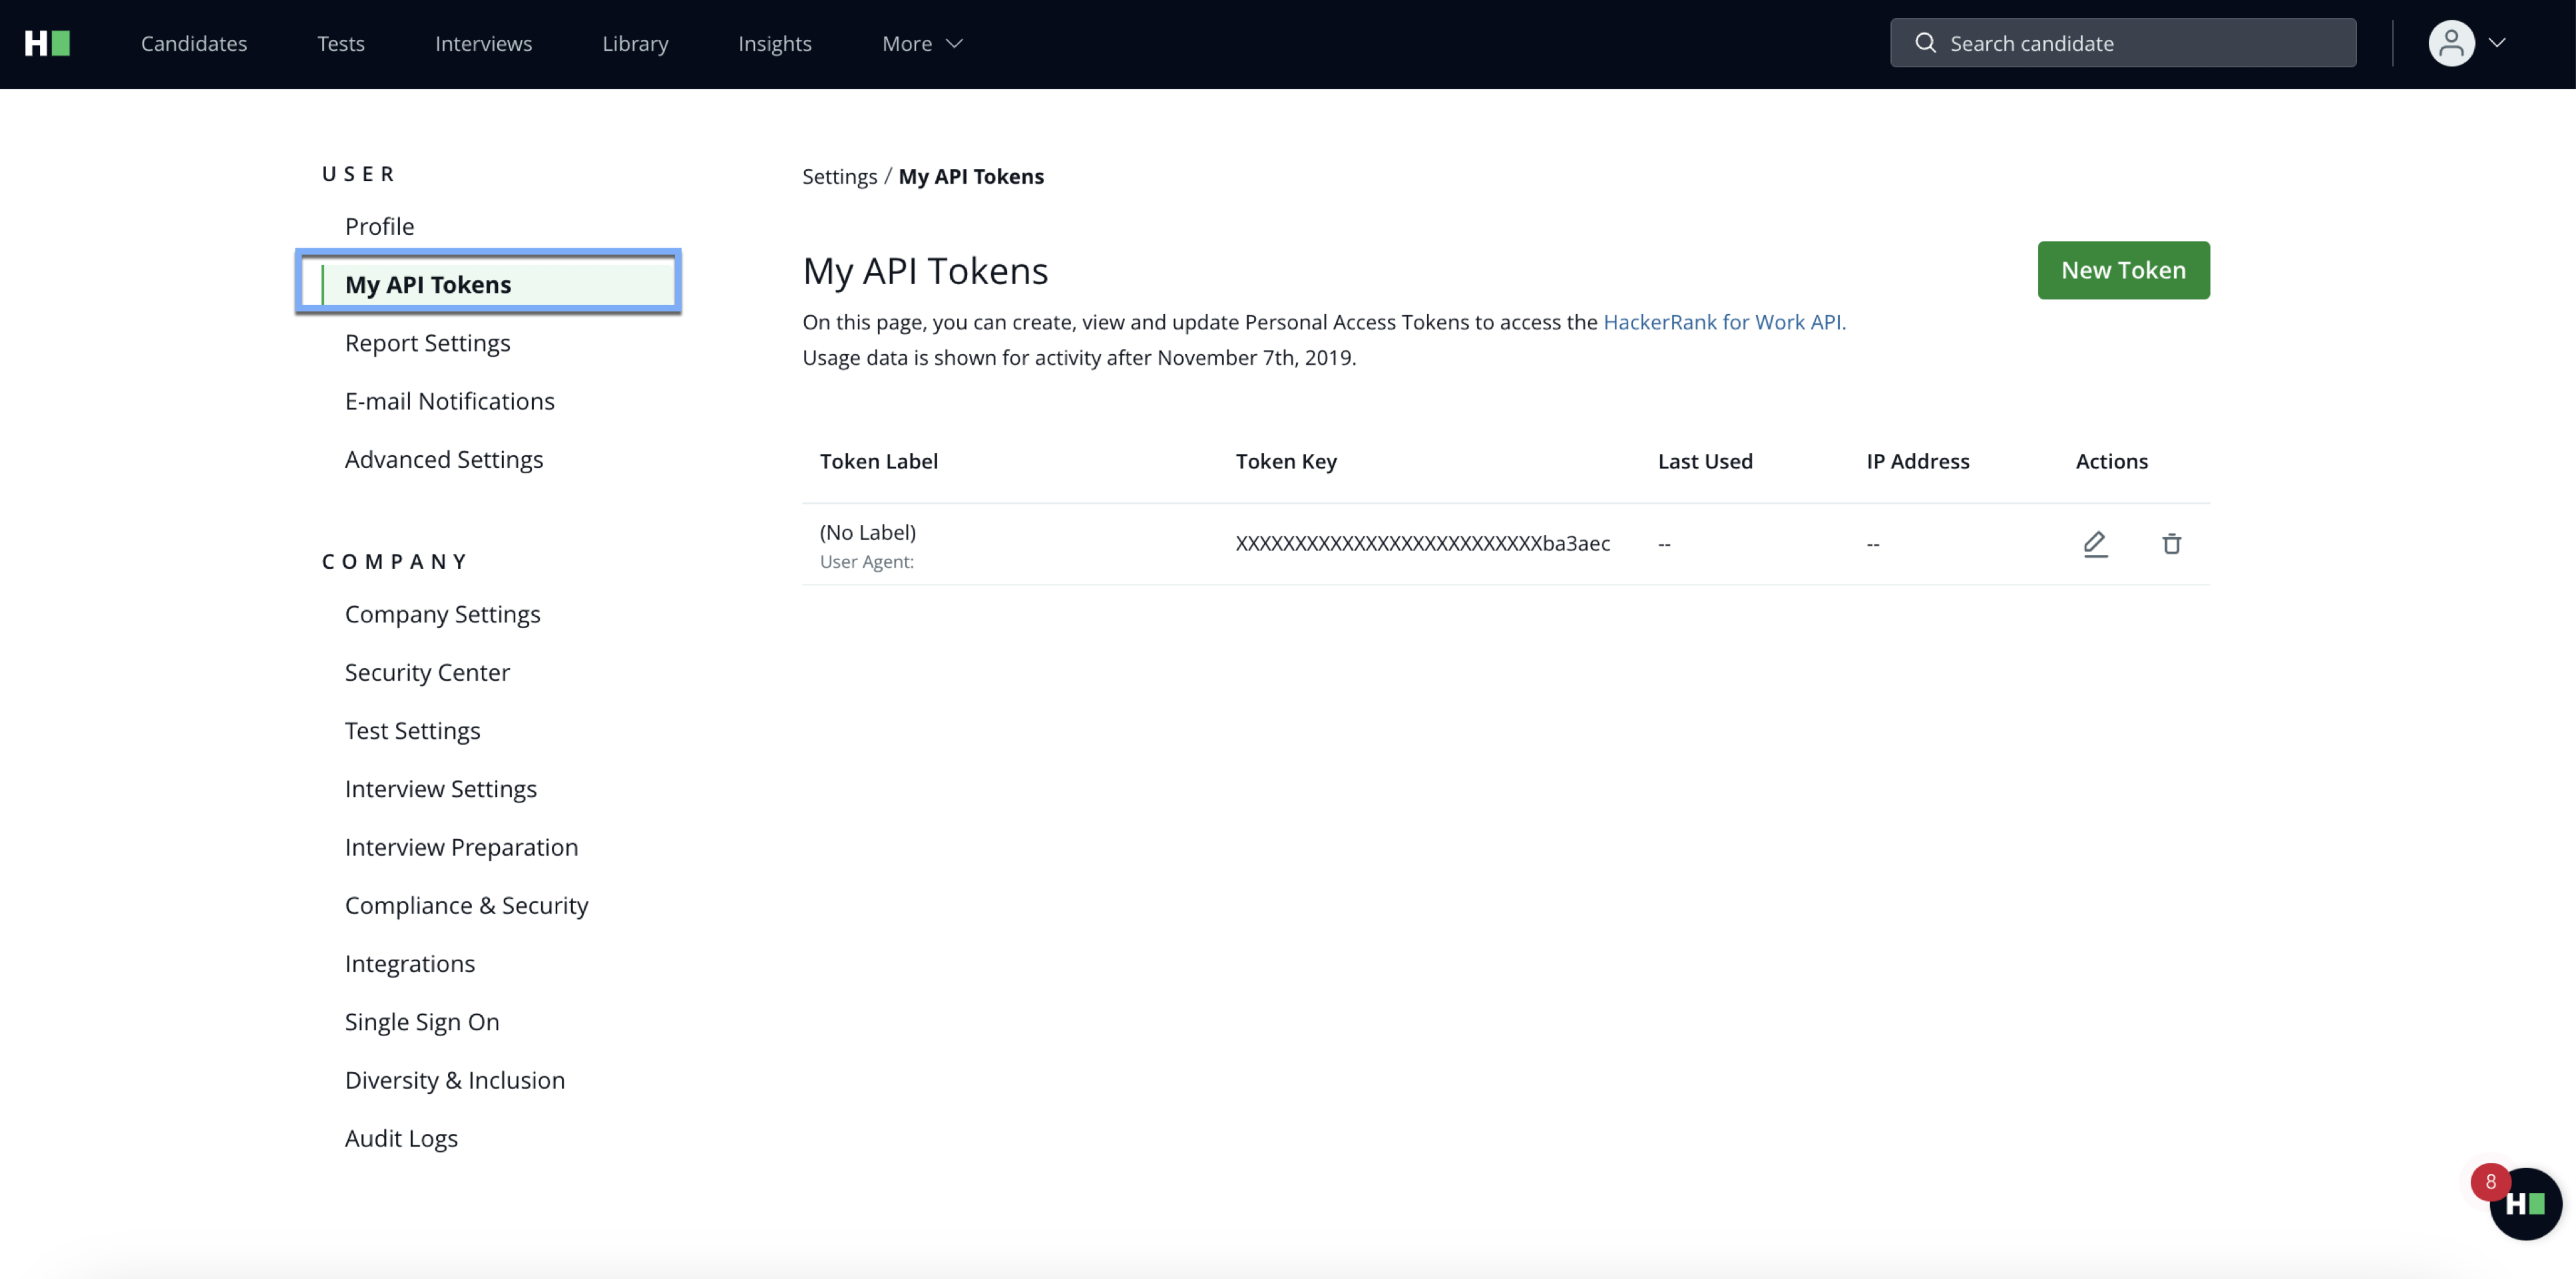 H
Candidates
Tests
Interviews
Library
Insights
More
Search candidate
USER
Profile
My API Tokens
Report Settings
E-mail Notifications
Advanced Settings
COMPANY
Company Settings
Security Center
Test Settings
Interview Settings
Interview Preparation
Compliance & Security
Integrations
Single Sign On
Diversity & Inclusion
Audit Logs
Settings / My API Tokens
My API Tokens
New Token
On this page, you can create, view and update Personal Access Tokens to access the HackerRank for Work API.
Usage data is shown for activity after November 7th, 2019.
Token Label Token Key Last Used IP Address Actions
(No Label) XXXXXXXXXXXXXXXXXXXXXXXXXXba3aec -- --
User Agent:
8
H